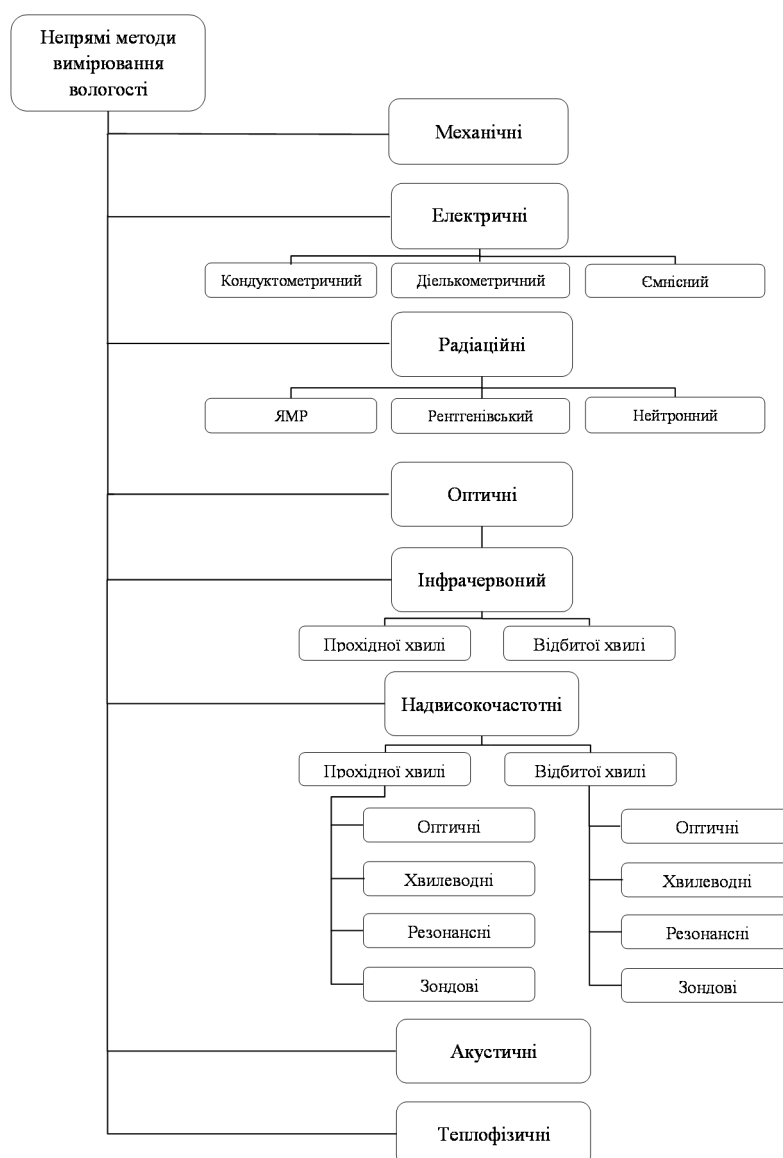 Непрямі методи
вимірювання
вологості
Механічні
Електричні
Кондуктометричний
Діелькометричний
Ємнісний
Радіаційні
ЯМР
Рентгенівський
Нейтронний
Оптичні
Інфрачервоний
Прохідної хвилі
Відбитої хвилі
Надвисокочастотні
Прохідної хвилі
Відбитої хвилі
Оптичні
Оптичні
Хвилеводні
Хвилеводні
Резонансні
Резонансні
Зондові
Зондові
Акустичні
Теплофізичні